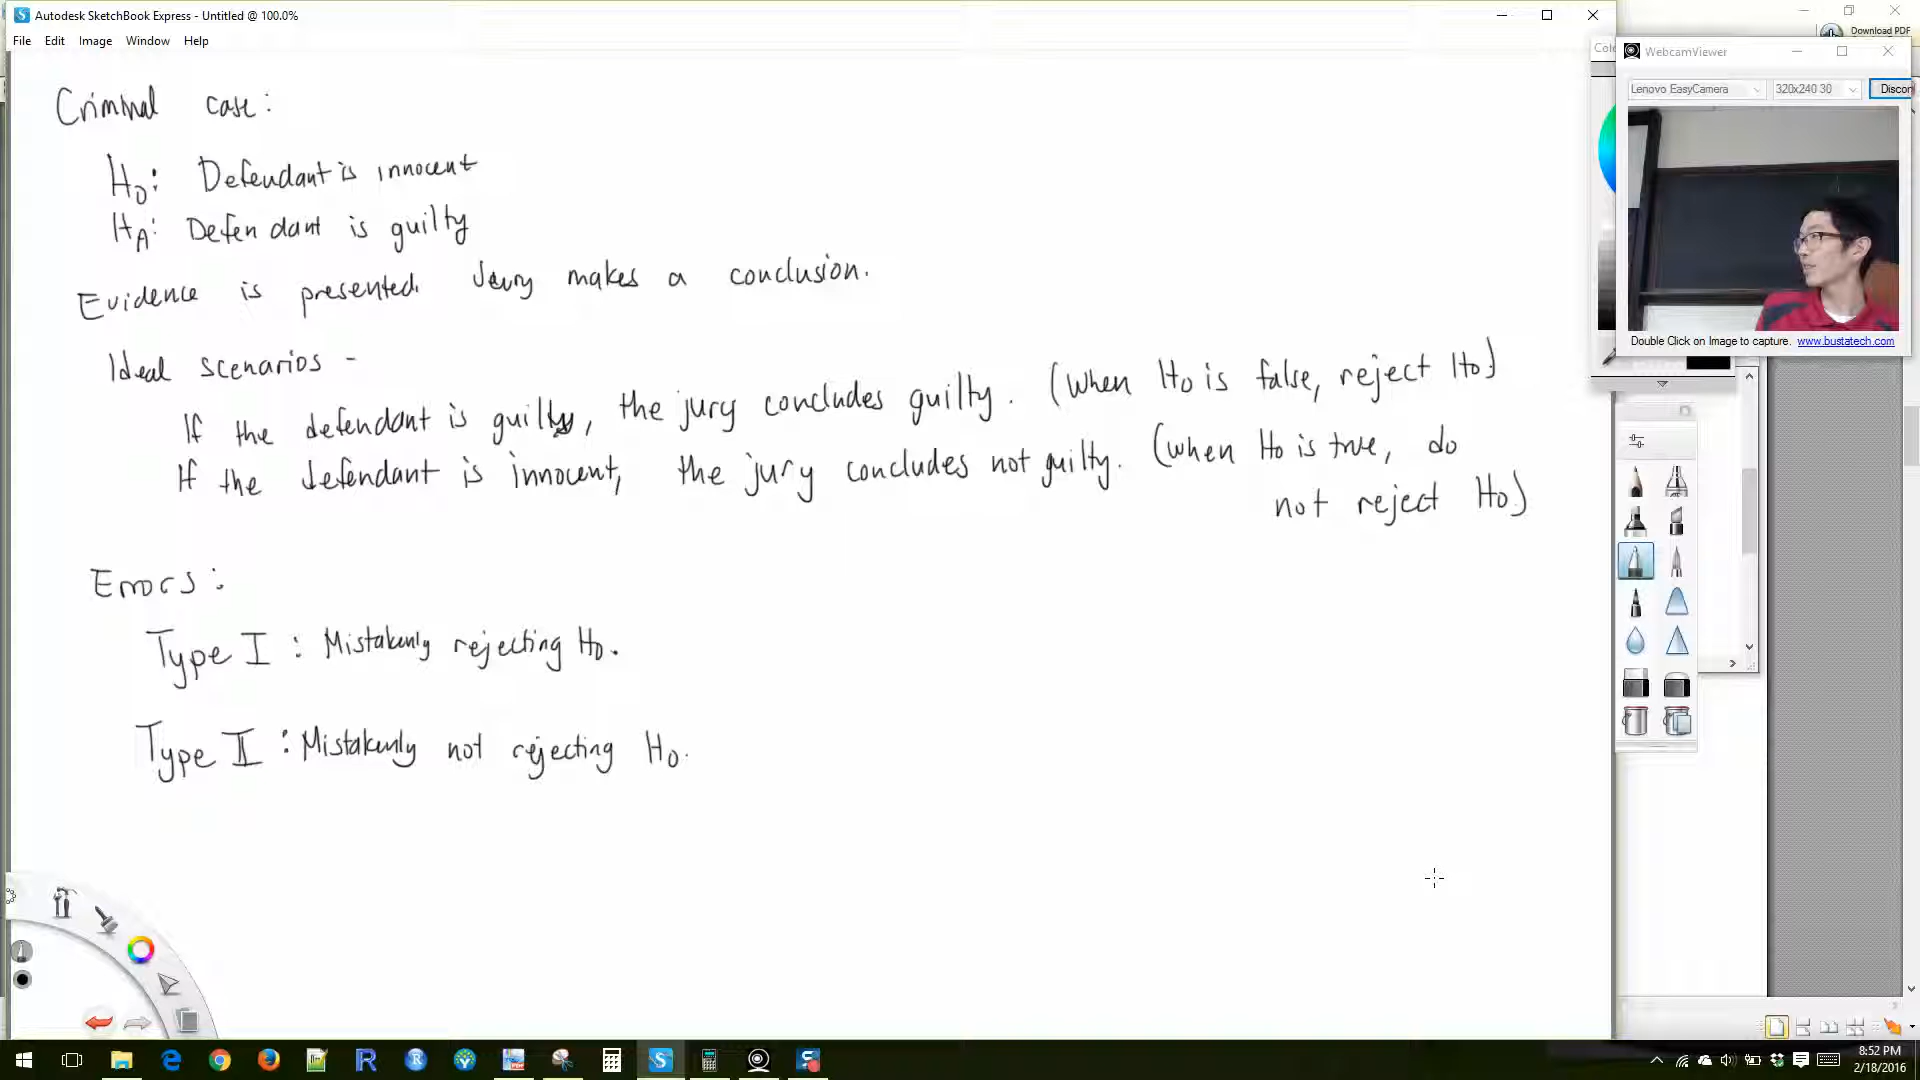 Autodesk SketchBook Express - Untitled @ 100.0%
File Edit Image Window Help
Download PDF
WebcamViewer
Lenovo EasyCamera 320x240 30 Discon
Double Click on Image to capture. www.bustatech.com
Criminal case:
H0: Defendant is innocent
HA: Defendant is guilty
Evidence is presented. Jury makes a conclusion.
Ideal scenarios -
If the defendant is guilty, the jury concludes guilty. (When H0 is false, reject H0.)
If the defendant is innocent, the jury concludes not guilty. (when H0 is true, do
not reject H0.)
Errors:
Type I : Mistakenly rejecting H0.
Type II : Mistakenly not rejecting H0.
8:52 PM
2/18/2016